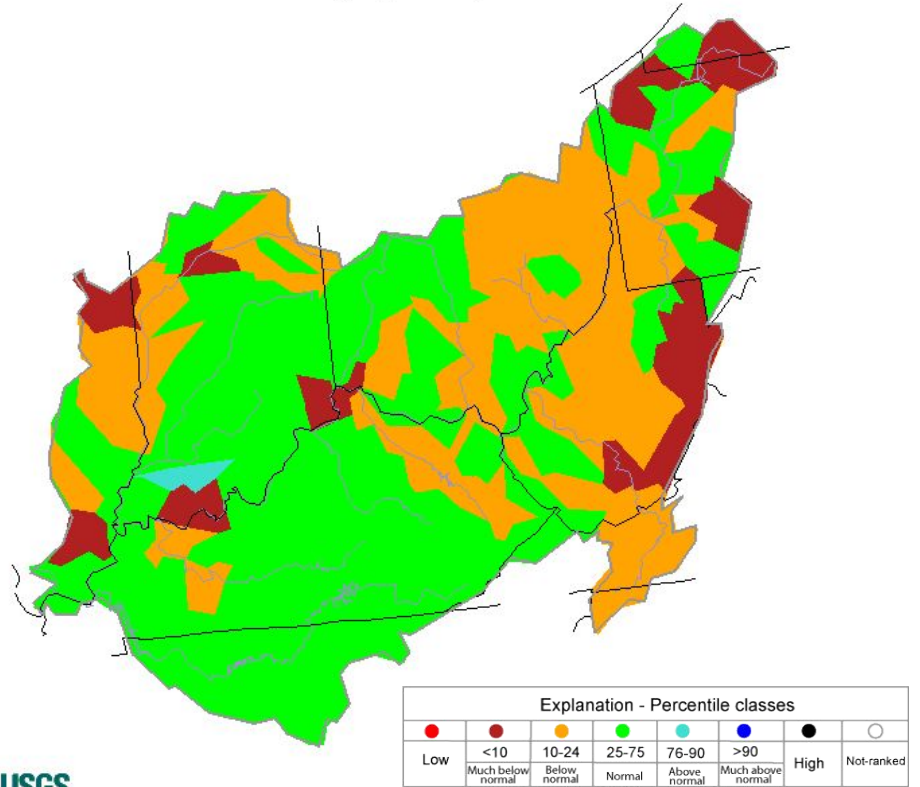 Explanation - Percentile classes
Low <10 10-24 25-75 76-90 >90 High Not-ranked
Much below normal Below normal Normal Above normal Much above normal
USGS